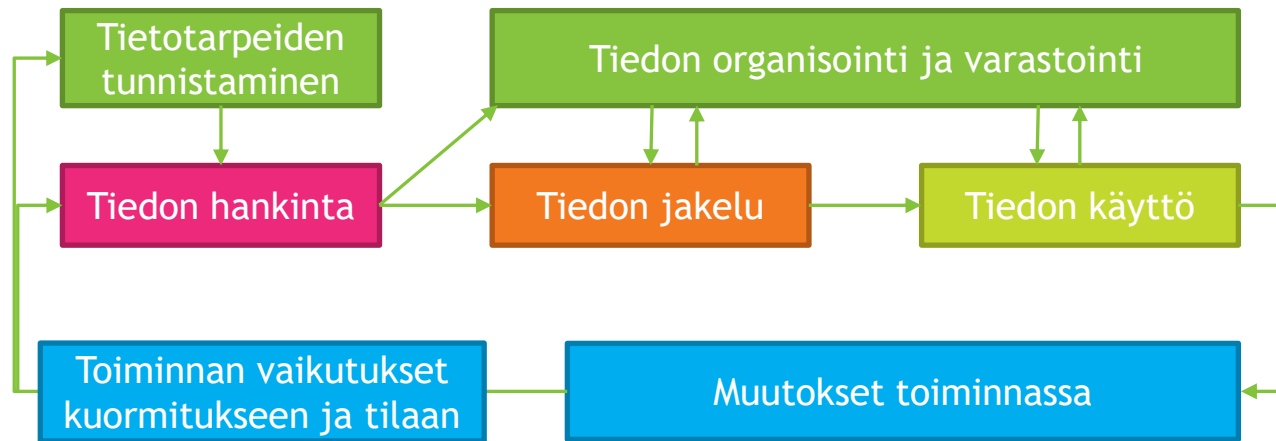 Tietotarpeiden
tunnistaminen
Tiedon organisointi ja varastointi
Tiedon hankinta
Tiedon jakelu
Tiedon käyttö
Toiminnan vaikutukset
kuormitukseen ja tilaan
Muutokset toiminnassa